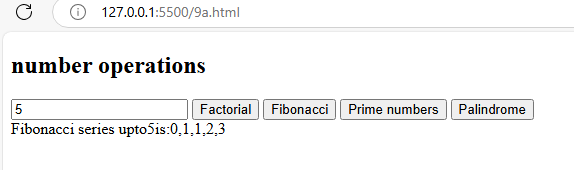 127.0.0.1:5500/9a.html
number operations
5 Factorial Fibonacci Prime numbers Palindrome
Fibonacci series upto5is:0,1,1,2,3